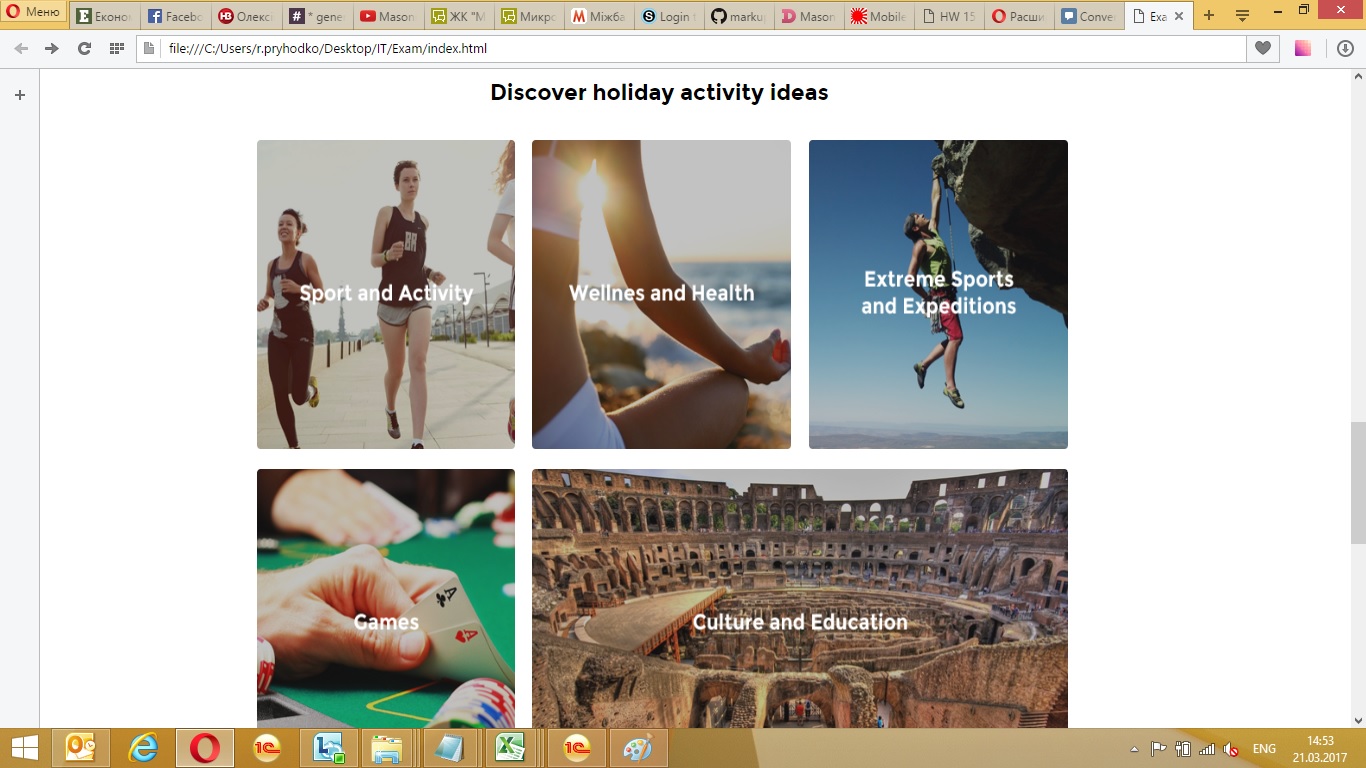 Меню
Економ
Facebo
Олексі
* gene
Mason
ЖК "М
Микро
Міжба
Login t
marku
Mason
Mobile
HW 15
Расши
Conve
Exa
file:///C:/Users/r.pryhodko/Desktop/IT/Exam/index.html
Discover holiday activity ideas
Sport and Activity
Wellnes and Health
Extreme Sports
and Expeditions
Games
Culture and Education
ENG
14:53
21.03.2017